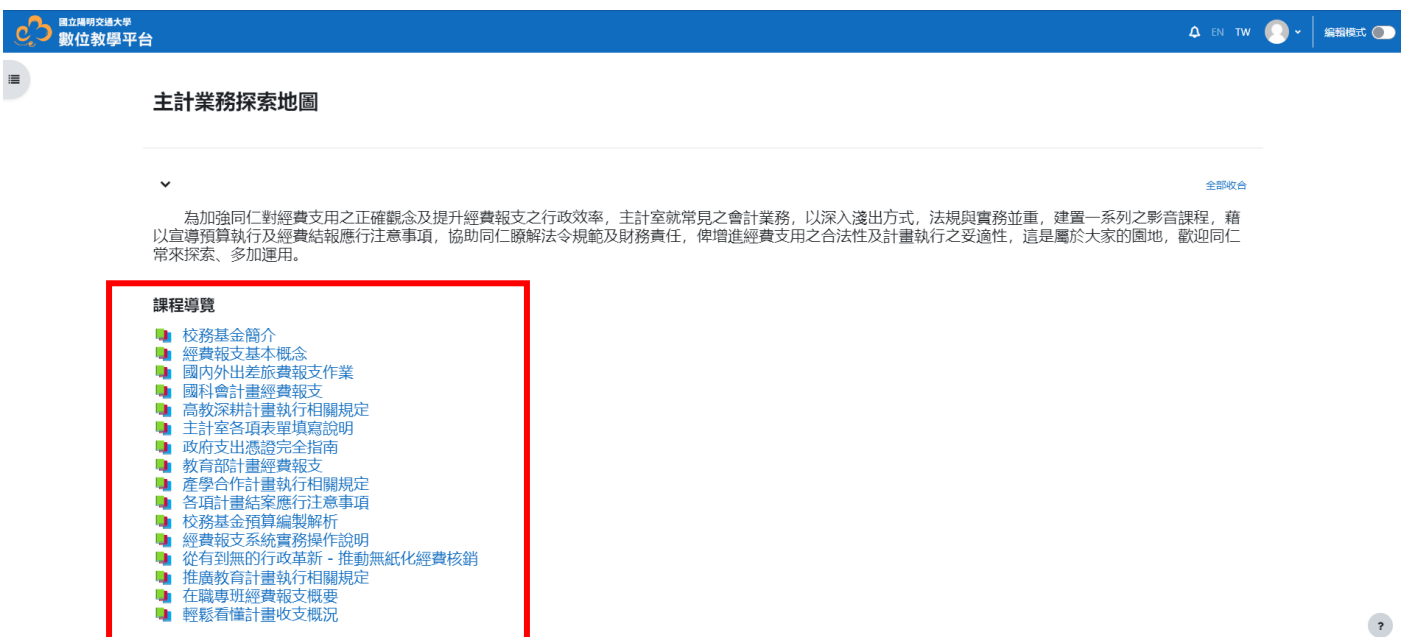 國立陽明交通大學
數位教學平台
EN TW
編輯模式
主計業務探索地圖
全部收合
為加強同仁對經費支用之正確觀念及提升經費報支之行政效率，主計室就常見之會計業務，以深入淺出方式，法規與實務並重，建置一系列之影音課程，藉
以宣導預算執行及經費結報應行注意事項，協助同仁瞭解法令規範及財務責任，俾增進經費支用之合法性及計畫執行之妥適性，這是屬於大家的園地，歡迎同仁
常來探索、多加運用。
課程導覽
校務基金簡介
經費報支基本概念
國內外出差旅費報支作業
國科會計畫經費報支
高教深耕計畫執行相關規定
主計室各項表單填寫說明
政府支出憑證完全指南
教育部計畫經費報支
產學合作計畫執行相關規定
各項計畫結案應行注意事項
校務基金預算編製解析
經費報支系統實務操作說明
從有到無的行政革新 - 推動無紙化經費核銷
推廣教育計畫執行相關規定
在職專班經費報支概要
輕鬆看懂計畫收支概況
?